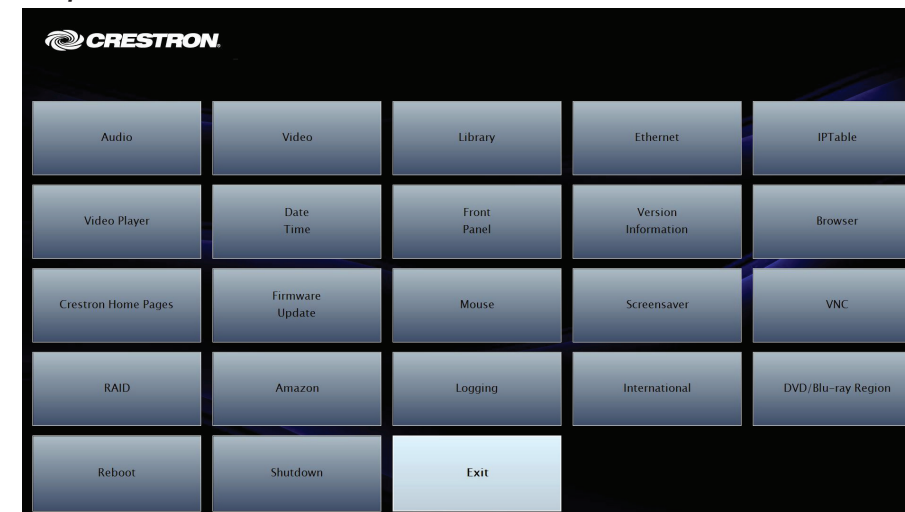 CRESTRON.
Audio
Video
Library
Ethernet
IPTable
Video Player
Date
Time
Front
Panel
Version
Information
Browser
Crestron Home Pages
Firmware
Update
Mouse
Screensaver
VNC
RAID
Amazon
Logging
International
DVD/Blu-ray Region
Reboot
Shutdown
Exit